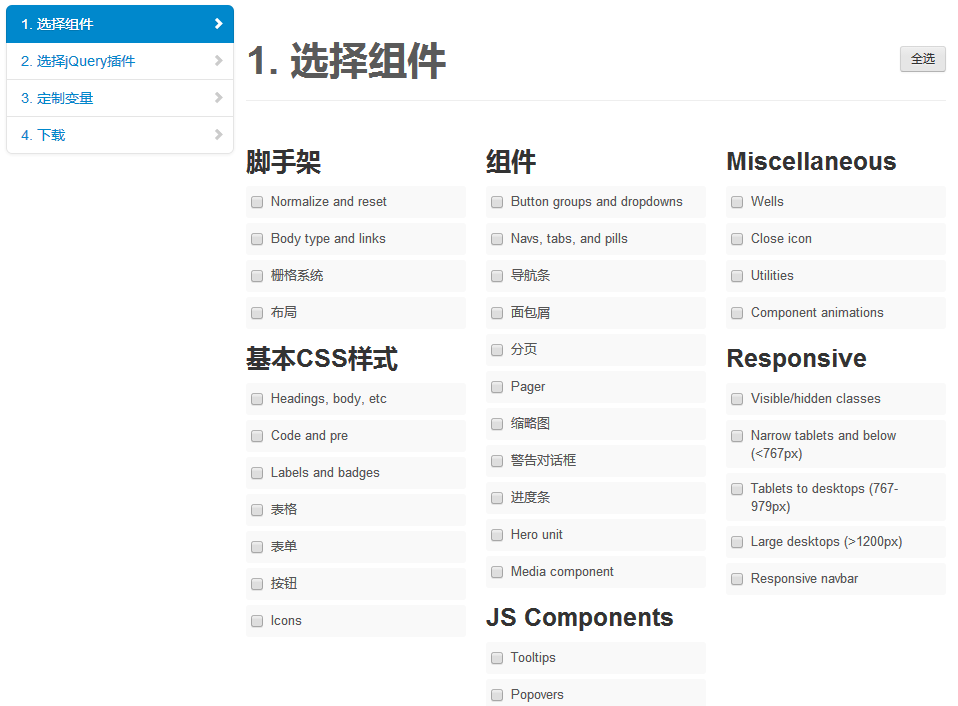 1. 选择组件
2. 选择jQuery插件
3. 定制变量
4. 下载
1. 选择组件
全选
脚手架
Normalize and reset
Body type and links
栅格系统
布局
基本CSS样式
Headings, body, etc
Code and pre
Labels and badges
表格
表单
按钮
Icons
组件
Button groups and dropdowns
Navs, tabs, and pills
导航条
面包屑
分页
Pager
缩略图
警告对话框
进度条
Hero unit
Media component
JS Components
Tooltips
Popovers
Miscellaneous
Wells
Close icon
Utilities
Component animations
Responsive
Visible/hidden classes
Narrow tablets and below
(<767px)
Tablets to desktops (767-
979px)
Large desktops (>1200px)
Responsive navbar